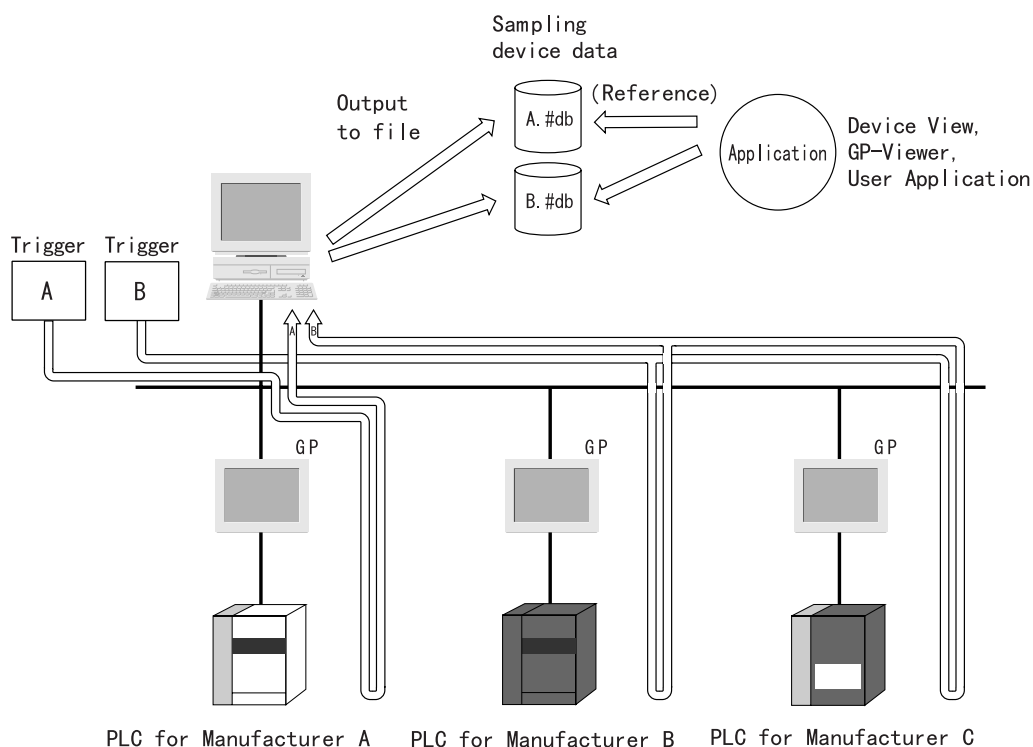 Sampling
device data
Output
to file
A.#db
(Reference)
B.#db
Application
Device View,
GP-Viewer,
User Application
Trigger
Trigger
A
B
A
B
GP
GP
GP
PLC for Manufacturer A
PLC for Manufacturer B
PLC for Manufacturer C